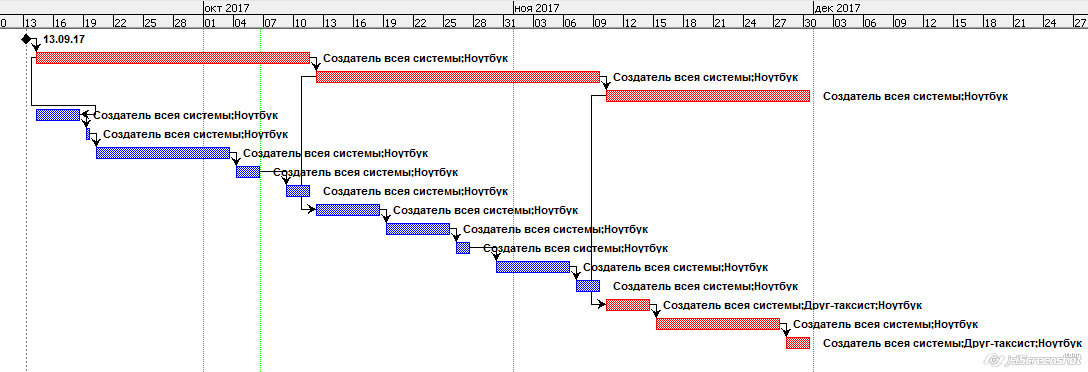 окт 2017 ноя 2017 дек 2017
0 13 16 19 22 25 28 01 04 07 10 13 16 19 22 25 28 31 03 06 09 12 15 18 21 24 27 30 03 06 09 12 15 18 21 24 27
13.09.17
Создатель всея системы;Ноутбук
Создатель всея системы;Ноутбук
Создатель всея системы;Ноутбук
Создатель всея системы;Ноутбук
Создатель всея системы;Ноутбук
Создатель всея системы;Ноутбук
Создатель всея системы;Ноутбук
Создатель всея системы;Ноутбук
Создатель всея системы;Ноутбук
Создатель всея системы;Ноутбук
Создатель всея системы;Ноутбук
Создатель всея системы;Ноутбук
Создатель всея системы;Ноутбук
Создатель всея системы;Друг-таксист;Ноутбук
Создатель всея системы;Ноутбук
Создатель всея системы;Друг-таксист;Ноутбук
jetScreenshot